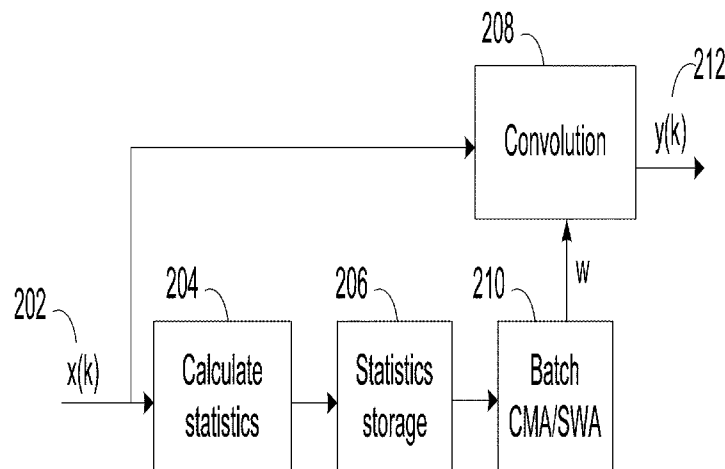 208
212
Convolution
y(k)
w
202
204
206
210
x(k)
Calculate
statistics
Statistics
storage
Batch
CMA/SWA